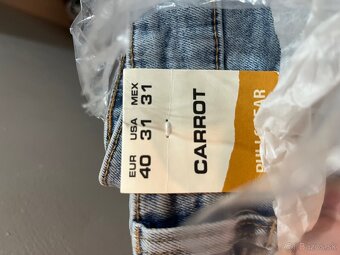 EUR USA MEX
40 31 31
CARROT
PULL&BEAR